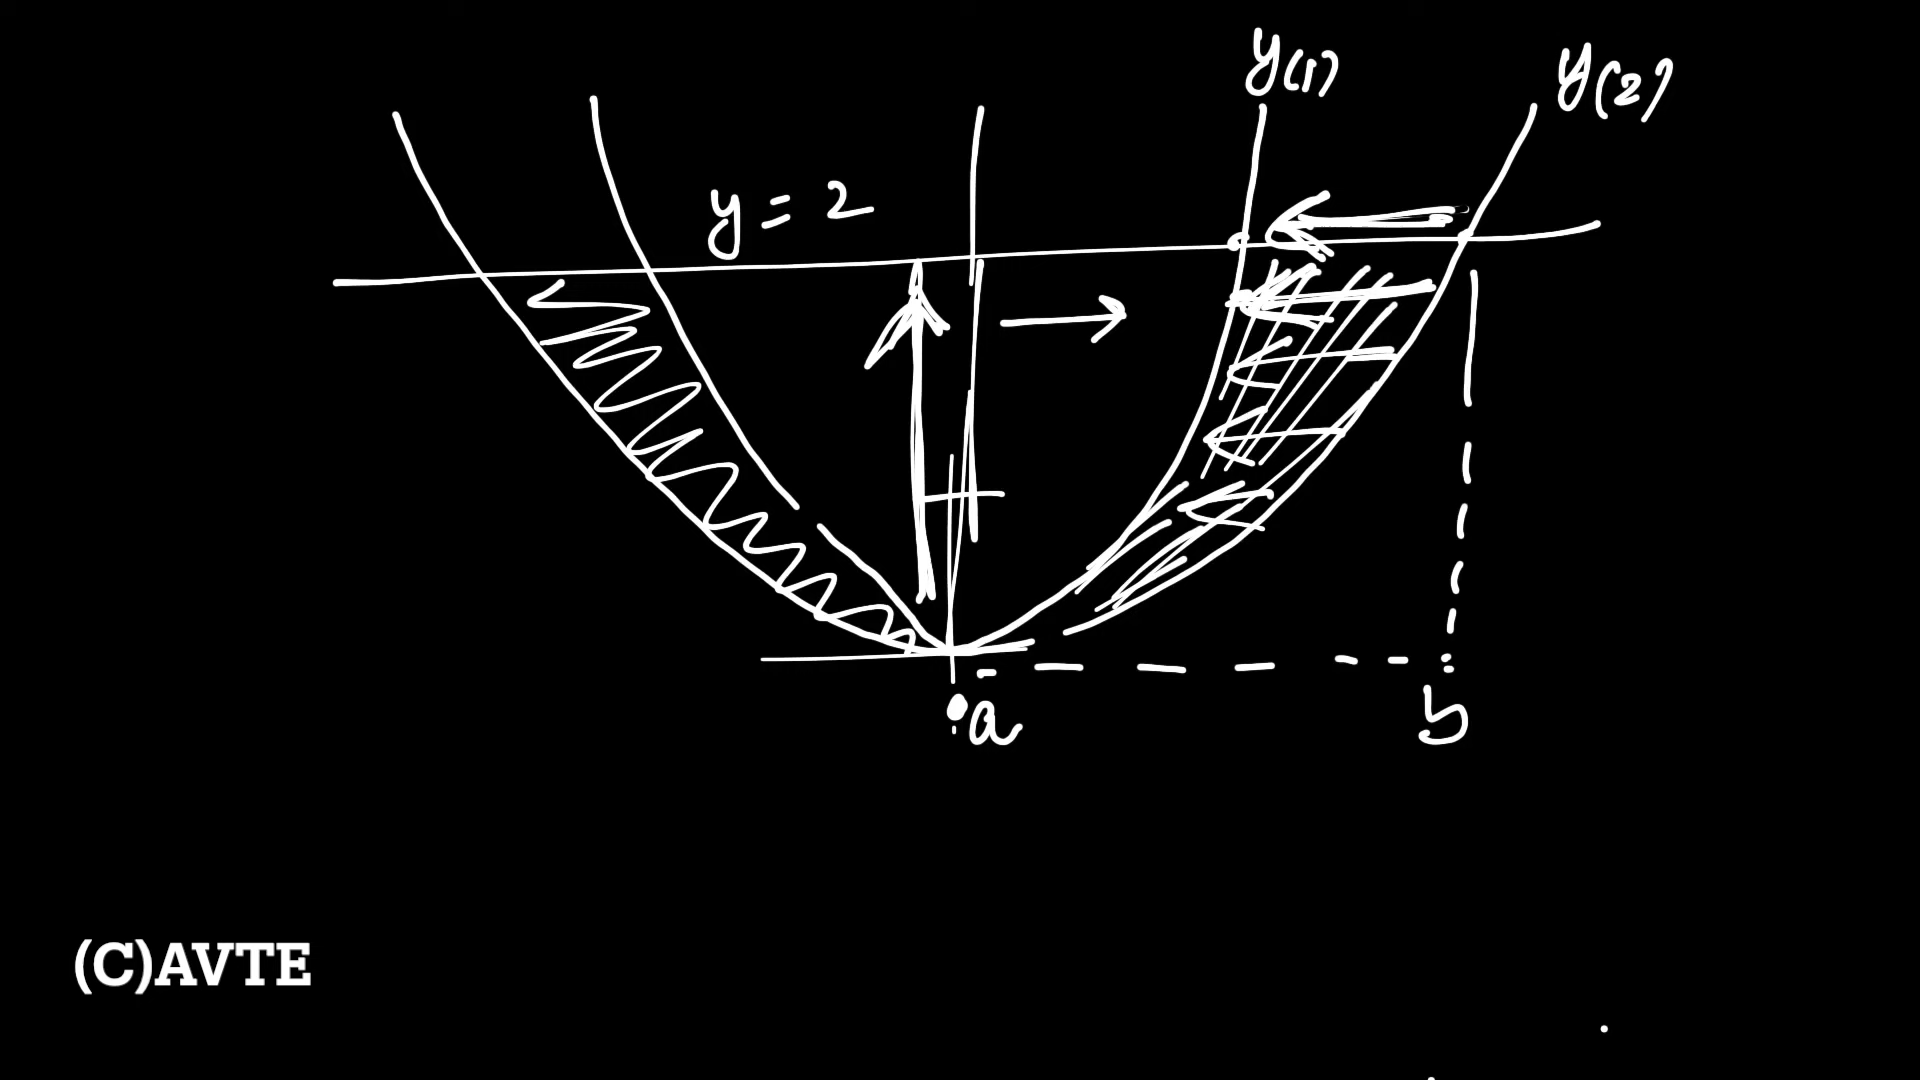 y(1)
y(2)
y = 2
a
b
(C)AVTE